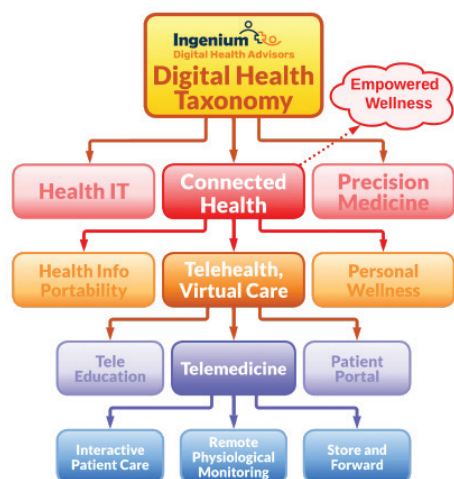 Ingenium
Digital Health Advisors
Digital Health
Taxonomy
Empowered
Wellness
Health IT
Connected
Health
Precision
Medicine
Health Info
Portability
Telehealth,
Virtual Care
Personal
Wellness
Tele
Education
Telemedicine
Patient
Portal
Interactive
Patient Care
Remote
Physiological
Monitoring
Store and
Forward